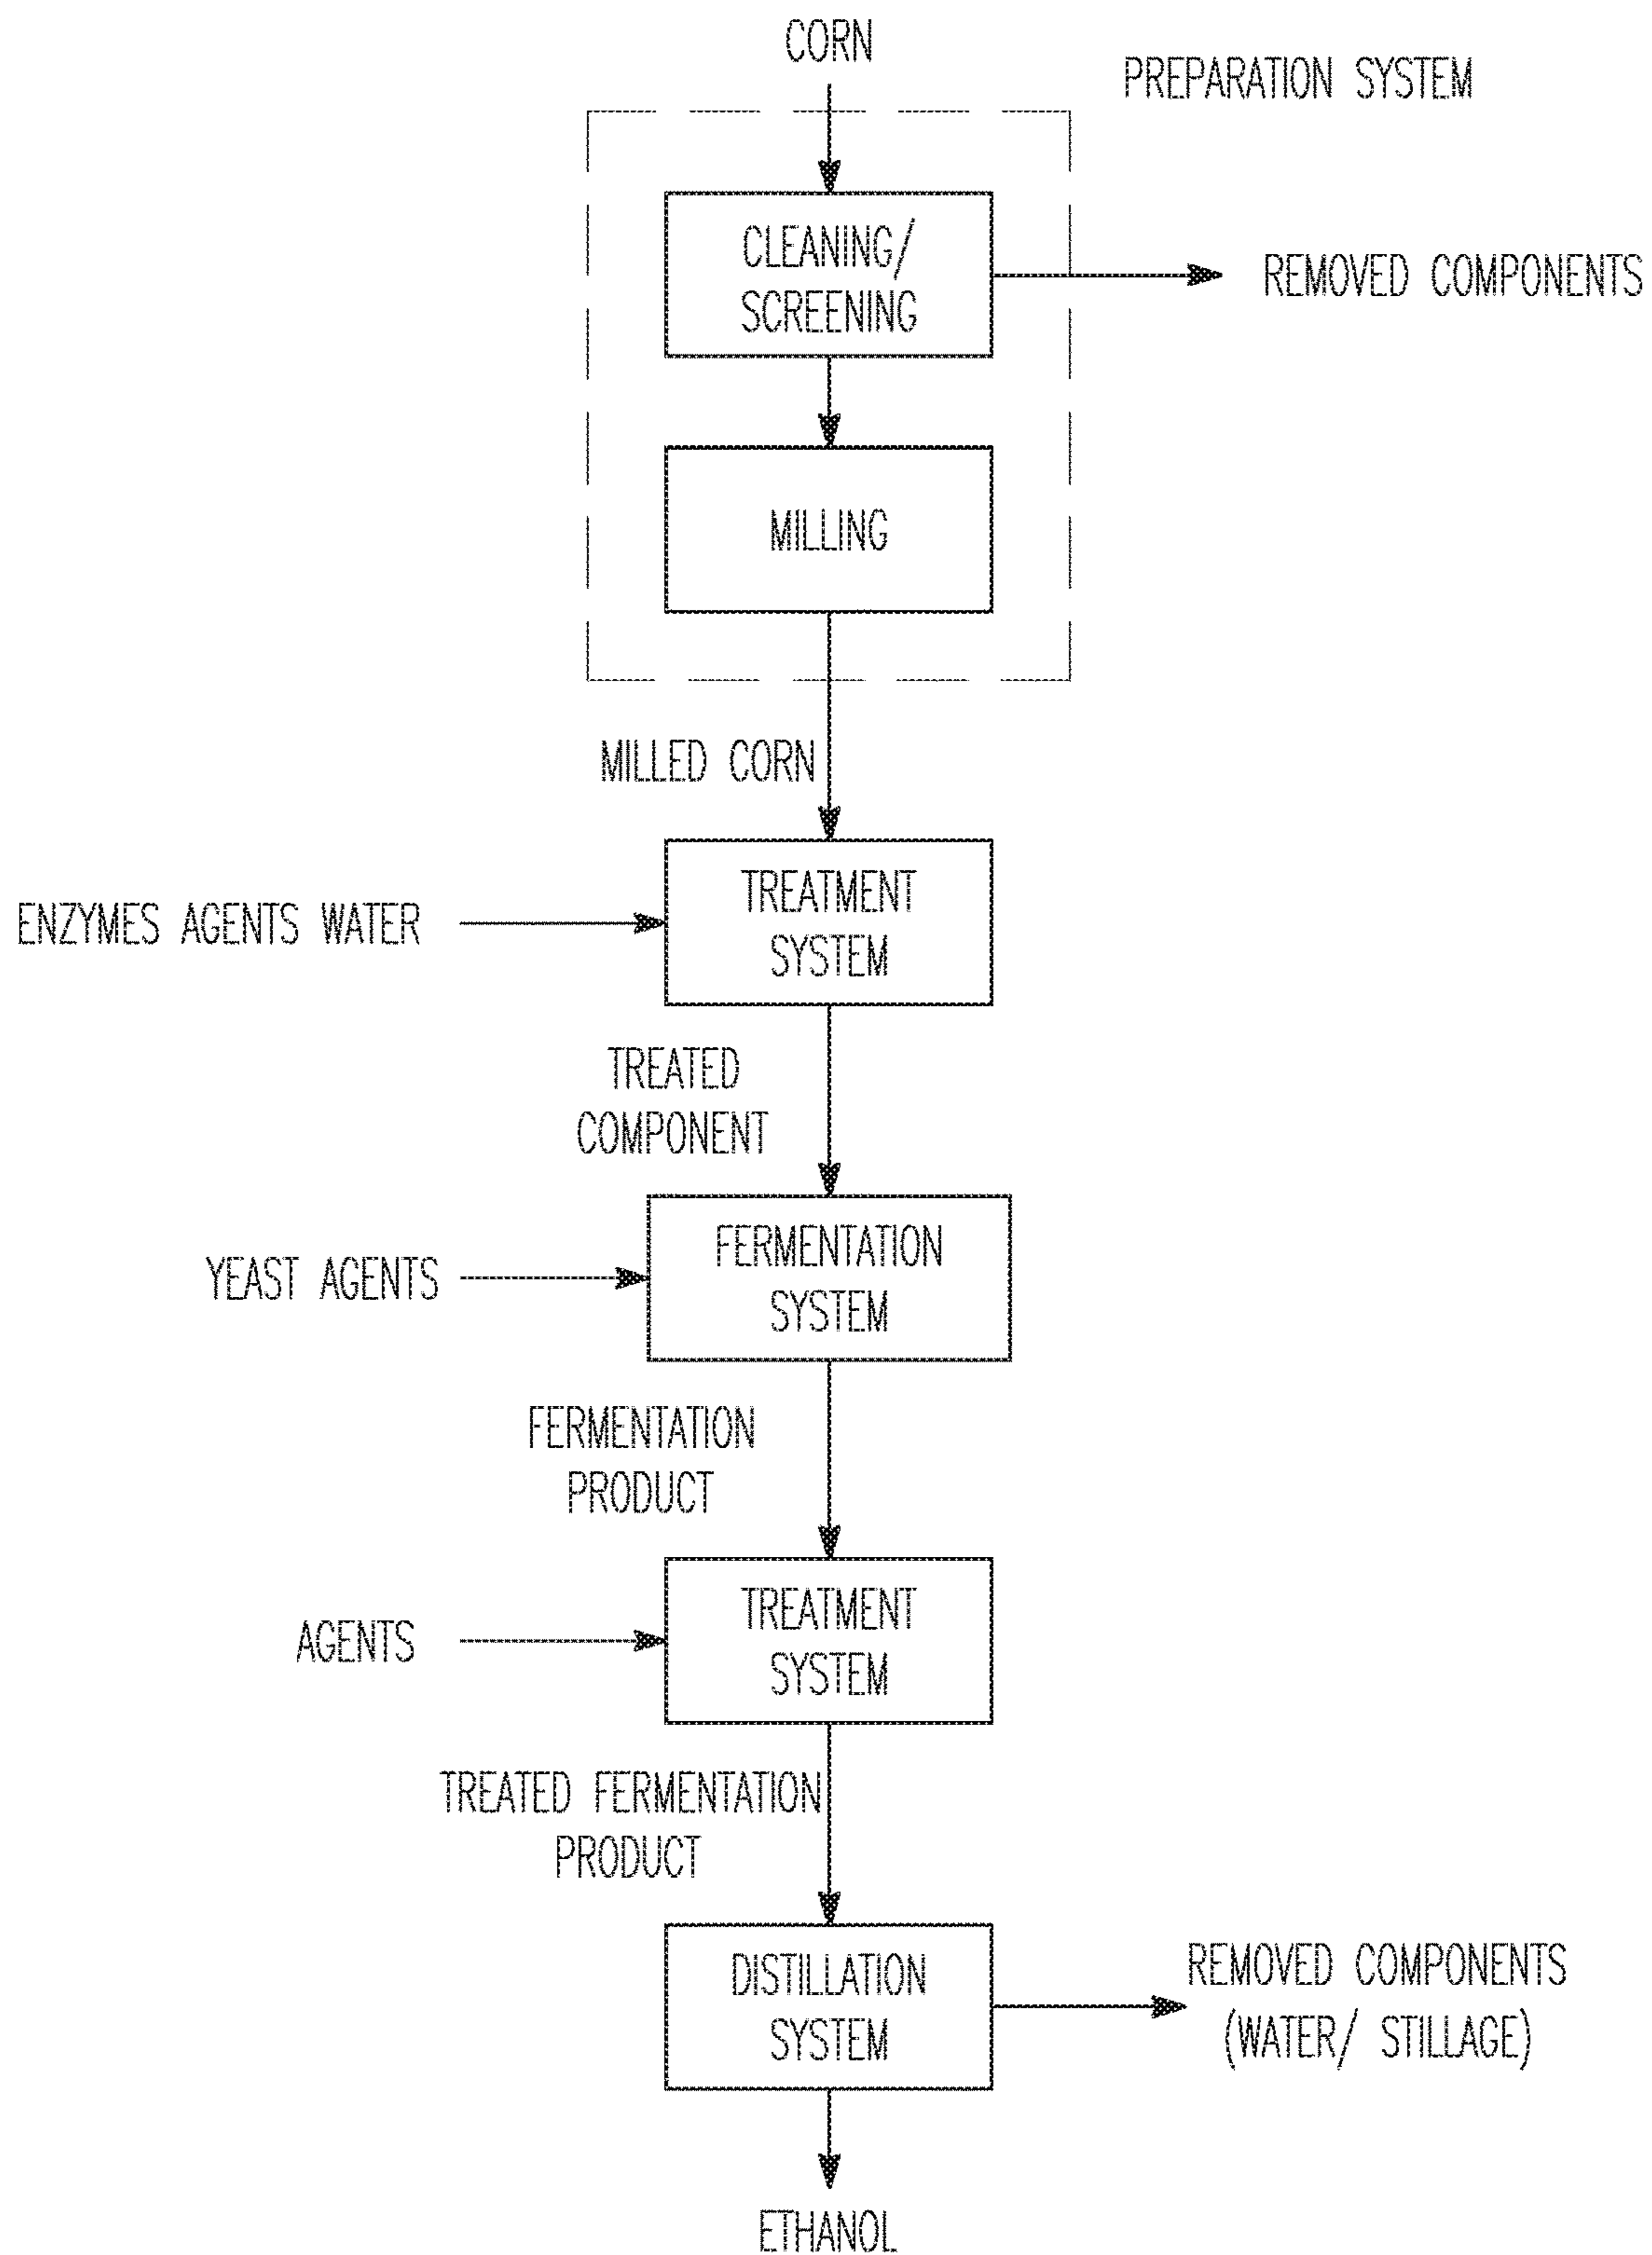 CORN
PREPARATION SYSTEM
CLEANING/
SCREENING
REMOVED COMPONENTS
MILLING
MILLED CORN
TREATMENT
SYSTEM
ENZYMES AGENTS WATER
TREATED
COMPONENT
FERMENTATION
SYSTEM
YEAST AGENTS
FERMENTATION
PRODUCT
TREATMENT
SYSTEM
AGENTS
TREATED FERMENTATION
PRODUCT
DISTILLATION
SYSTEM
REMOVED COMPONENTS
(WATER/ STILLAGE)
ETHANOL